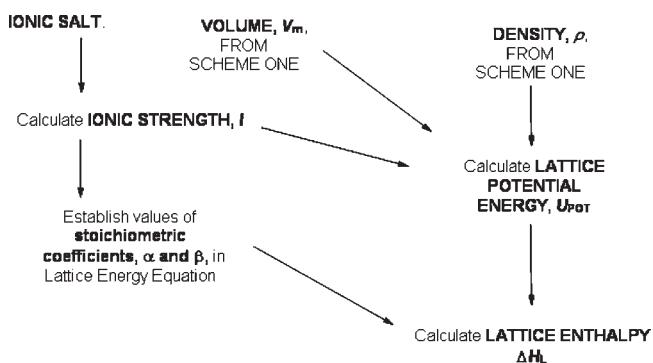 IONIC SALT.
VOLUME, Vm,
FROM
SCHEME ONE
DENSITY, ρ,
FROM
SCHEME ONE
Calculate IONIC STRENGTH, I
Calculate LATTICE
POTENTIAL
ENERGY, UPOT
Establish values of
stoichiometric
coefficients, α and β, in
Lattice Energy Equation
Calculate LATTICE ENTHALPY
ΔHL